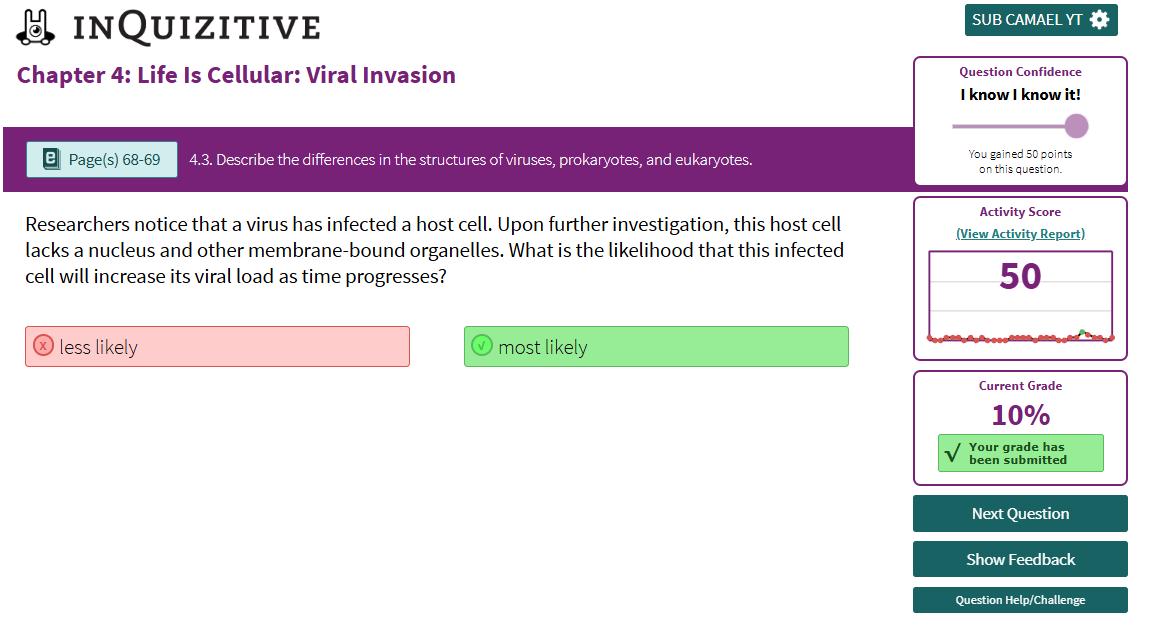 INQUIZITIVE
SUB CAMAEL YT
Chapter 4: Life Is Cellular: Viral Invasion
Question Confidence
I know I know it!
You gained 50 points
on this question.
Page(s) 68-69
4.3. Describe the differences in the structures of viruses, prokaryotes, and eukaryotes.
Researchers notice that a virus has infected a host cell. Upon further investigation, this host cell
lacks a nucleus and other membrane-bound organelles. What is the likelihood that this infected
cell will increase its viral load as time progresses?
x less likely
√ most likely
Activity Score
(View Activity Report)
50
Current Grade
10%
√ Your grade has
been submitted
Next Question
Show Feedback
Question Help/Challenge